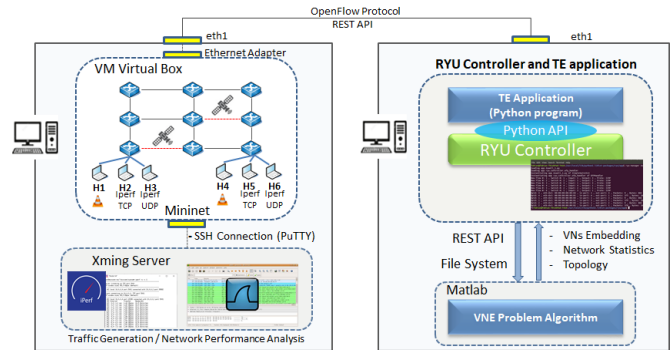 OpenFlow Protocol
REST API
eth1
eth1
Ethernet Adapter
VM Virtual Box
H1
H2
H3
H4
H5
H6
Iperf
Iperf
Iperf
Iperf
TCP
UDP
TCP
UDP
Mininet
- SSH Connection (PuTTY)
Xming Server
iPerf
Traffic Generation / Network Performance Analysis
RYU Controller and TE application
TE Application
(Python program)
Python API
RYU Controller
REST API
File System
- VNs Embedding
- Network Statistics
- Topology
Matlab
VNE Problem Algorithm